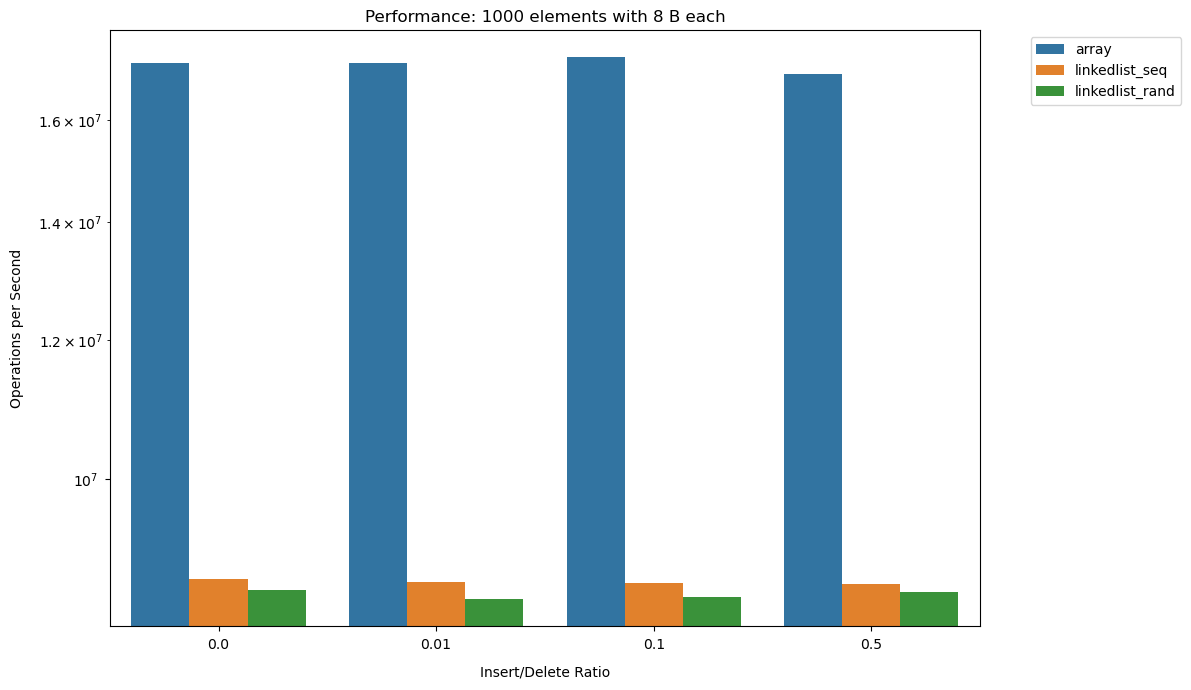 Performance: 1000 elements with 8 B each
array
linkedlist_seq
linkedlist_rand
1.6 × 10⁷
1.4 × 10⁷
1.2 × 10⁷
10⁷
Operations per Second
0.0 0.01 0.1 0.5
Insert/Delete Ratio